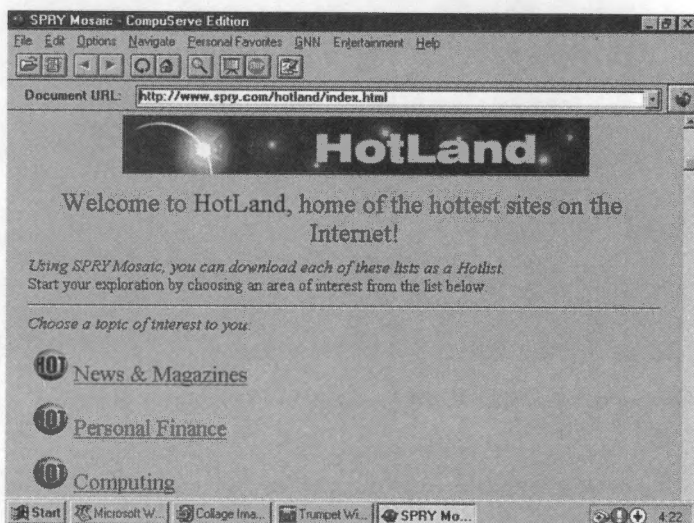 SPRY Mosaic - CompuServe Edition
File Edit Options Navigate Personal Favorites GNN Entertainment Help
Document URL: http://www.spry.com/hotland/index.html
HotLand
Welcome to HotLand, home of the hottest sites on the
Internet!
Using SPRY Mosaic, you can download each of these lists as a Hotlist.
Start your exploration by choosing an area of interest from the list below.
Choose a topic of interest to you:
HOT News & Magazines
HOT Personal Finance
HOT Computing
Start Microsoft W... Collage Ima... Trumpet Wi... SPRY Mo... 4:22